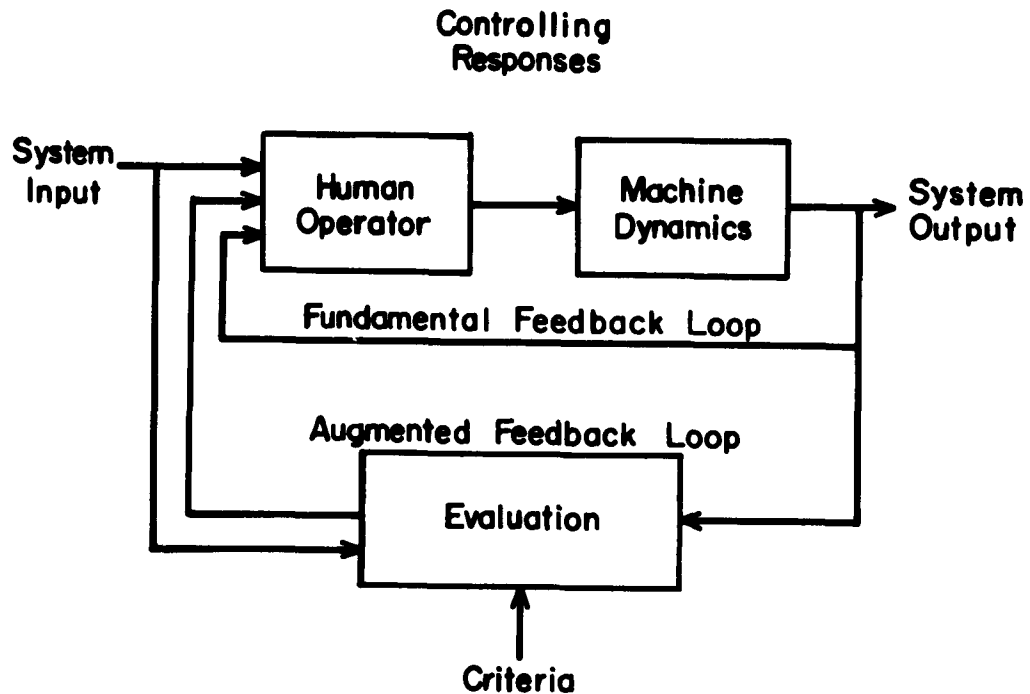 Controlling
Responses
System
Input
Human
Operator
Machine
Dynamics
System
Output
Fundamental Feedback Loop
Augmented Feedback Loop
Evaluation
Criteria